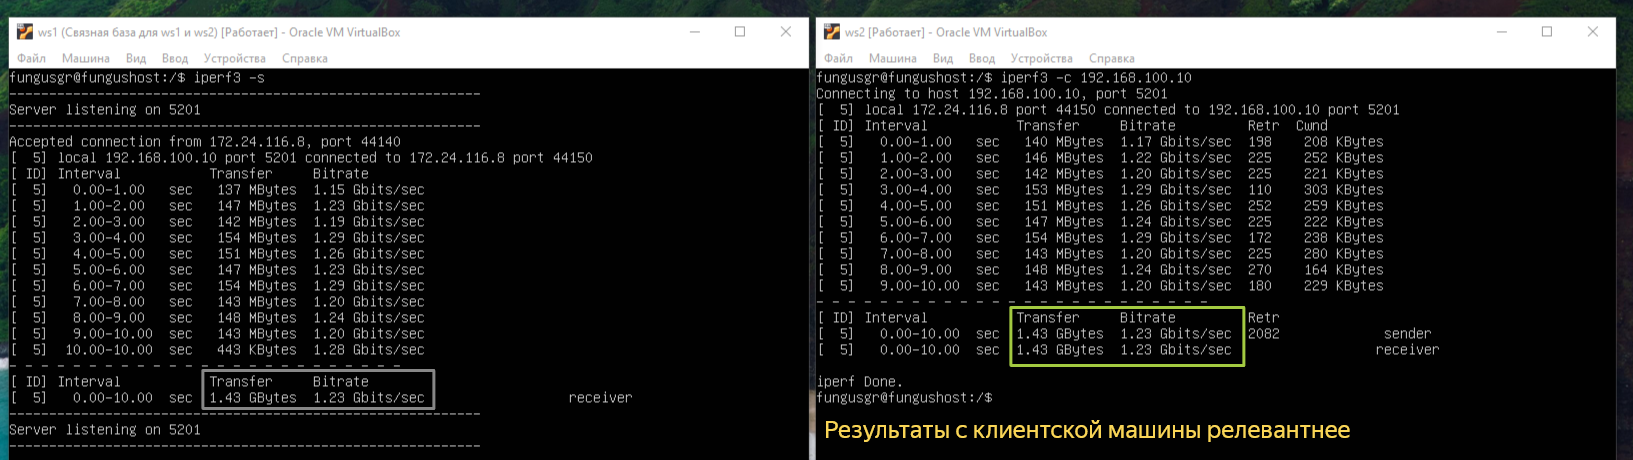 ws1 (Связная база для ws1 и ws2) [Работает] - Oracle VM VirtualBox
Файл Машина Вид Ввод Устройства Справка
fungusgr@fungushost:/$ iperf3 -s
-----------------------------------------------------------
Server listening on 5201
-----------------------------------------------------------
Accepted connection from 172.24.116.8, port 44140
[  5] local 192.168.100.10 port 5201 connected to 172.24.116.8 port 44150
[ ID] Interval           Transfer     Bitrate
[  5]   0.00-1.00   sec   137 MBytes  1.15 Gbits/sec
[  5]   1.00-2.00   sec   147 MBytes  1.23 Gbits/sec
[  5]   2.00-3.00   sec   142 MBytes  1.19 Gbits/sec
[  5]   3.00-4.00   sec   154 MBytes  1.29 Gbits/sec
[  5]   4.00-5.00   sec   151 MBytes  1.26 Gbits/sec
[  5]   5.00-6.00   sec   147 MBytes  1.23 Gbits/sec
[  5]   6.00-7.00   sec   154 MBytes  1.29 Gbits/sec
[  5]   7.00-8.00   sec   143 MBytes  1.20 Gbits/sec
[  5]   8.00-9.00   sec   148 MBytes  1.24 Gbits/sec
[  5]   9.00-10.00  sec   143 MBytes  1.20 Gbits/sec
[  5]  10.00-10.00  sec   443 KBytes  1.28 Gbits/sec
- - - - - - - - - - - - - - - - - - - - - - - - -
[ ID] Interval           Transfer     Bitrate
[  5]   0.00-10.00  sec  1.43 GBytes  1.23 Gbits/sec                  receiver
-----------------------------------------------------------
Server listening on 5201
-----------------------------------------------------------
ws2 [Работает] - Oracle VM VirtualBox
Файл Машина Вид Ввод Устройства Справка
fungusgr@fungushost:/$ iperf3 -c 192.168.100.10
Connecting to host 192.168.100.10, port 5201
[  5] local 172.24.116.8 port 44150 connected to 192.168.100.10 port 5201
[ ID] Interval           Transfer     Bitrate         Retr  Cwnd
[  5]   0.00-1.00   sec   140 MBytes  1.17 Gbits/sec  198    208 KBytes
[  5]   1.00-2.00   sec   146 MBytes  1.22 Gbits/sec  225    252 KBytes
[  5]   2.00-3.00   sec   142 MBytes  1.20 Gbits/sec  225    221 KBytes
[  5]   3.00-4.00   sec   153 MBytes  1.29 Gbits/sec  110    303 KBytes
[  5]   4.00-5.00   sec   151 MBytes  1.26 Gbits/sec  252    259 KBytes
[  5]   5.00-6.00   sec   147 MBytes  1.24 Gbits/sec  225    222 KBytes
[  5]   6.00-7.00   sec   154 MBytes  1.29 Gbits/sec  172    238 KBytes
[  5]   7.00-8.00   sec   143 MBytes  1.20 Gbits/sec  225    280 KBytes
[  5]   8.00-9.00   sec   148 MBytes  1.24 Gbits/sec  270    164 KBytes
[  5]   9.00-10.00  sec   143 MBytes  1.20 Gbits/sec  180    229 KBytes
- - - - - - - - - - - - - - - - - - - - - - - - -
[ ID] Interval           Transfer     Bitrate         Retr
[  5]   0.00-10.00  sec  1.43 GBytes  1.23 Gbits/sec  2082             sender
[  5]   0.00-10.00  sec  1.43 GBytes  1.23 Gbits/sec                  receiver
iperf Done.
fungusgr@fungushost:/$
Результаты с клиентской машины релевантнее